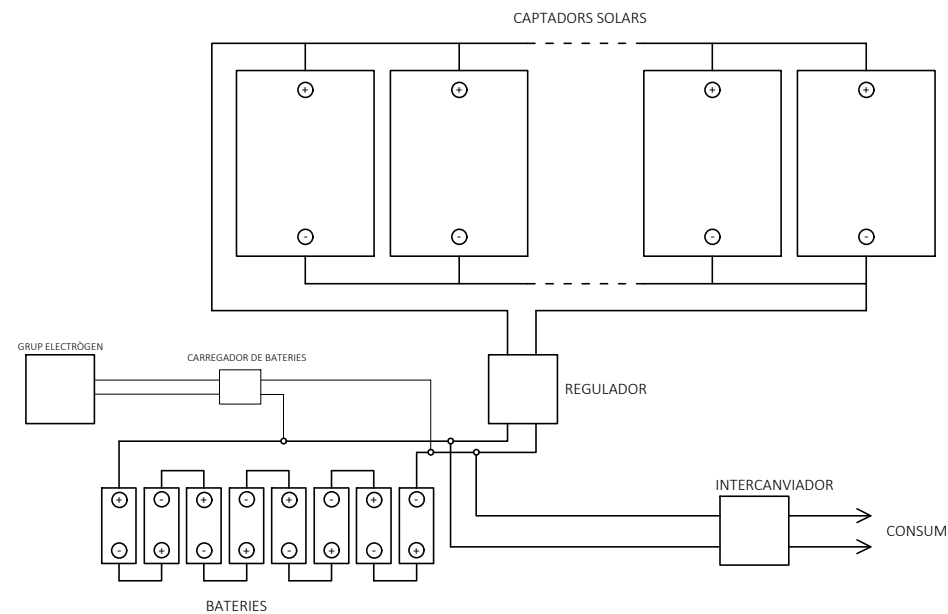 CAPTADORS SOLARS
+ + + +
- - - -
GRUP ELECTRÒGEN
CARREGADOR DE BATERIES
REGULADOR
INTERCANVIADOR
+ - + - + - + -
- + - + - + - +
CONSUM
BATERIES